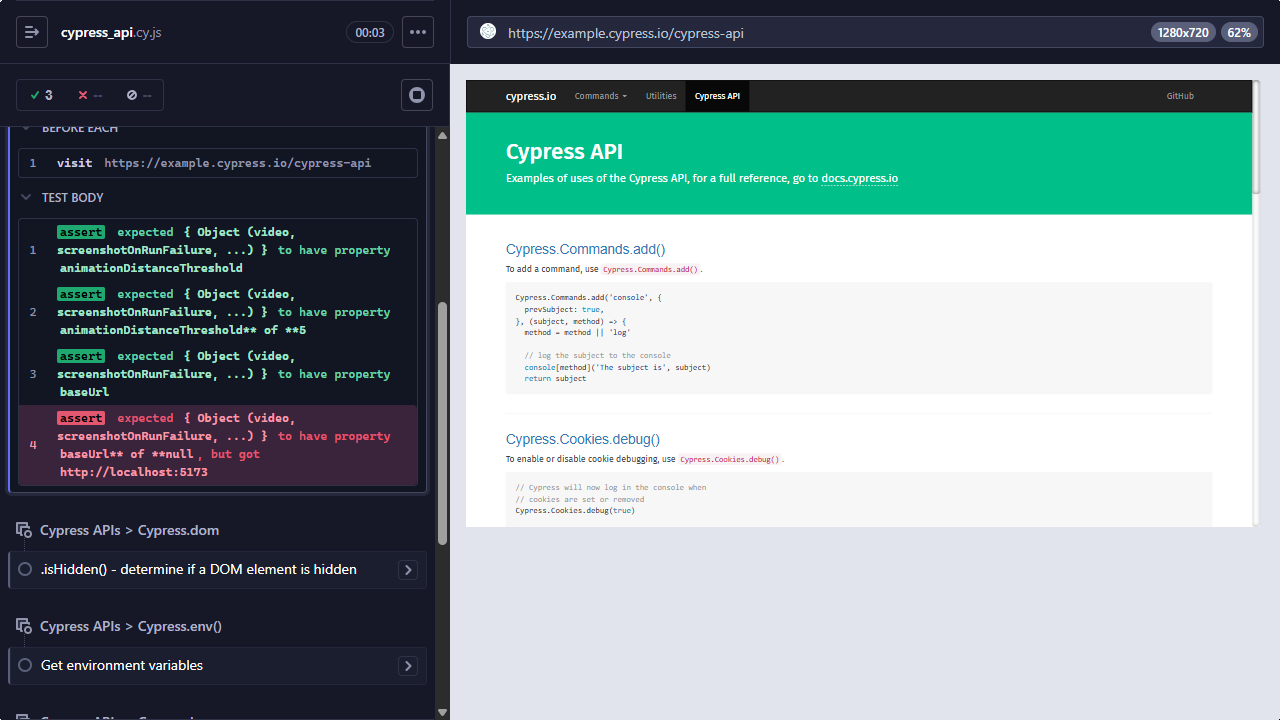 cypress_api.cy.js
00:03
3
--
--
BEFORE EACH
1 visit https://example.cypress.io/cypress-api
TEST BODY
1 assert expected { Object (video,
screenshotOnRunFailure, ...) } to have property
animationDistanceThreshold
2 assert expected { Object (video,
screenshotOnRunFailure, ...) } to have property
animationDistanceThreshold** of **5
3 assert expected { Object (video,
screenshotOnRunFailure, ...) } to have property
baseUrl
4 assert expected { Object (video,
screenshotOnRunFailure, ...) } to have property
baseUrl** of **null, but got
http://localhost:5173
Cypress APIs > Cypress.dom
.isHidden() - determine if a DOM element is hidden
Cypress APIs > Cypress.env()
Get environment variables
https://example.cypress.io/cypress-api
1280x720 62%
cypress.io Commands Utilities Cypress API GitHub
Cypress API
Examples of uses of the Cypress API, for a full reference, go to docs.cypress.io
Cypress.Commands.add()
To add a command, use Cypress.Commands.add().
Cypress.Commands.add('console', {
prevSubject: true,
}, (subject, method) => {
method = method || 'log'
// log the subject to the console
console[method]('The subject is', subject)
return subject
Cypress.Cookies.debug()
To enable or disable cookie debugging, use Cypress.Cookies.debug().
// Cypress will now log in the console when
// cookies are set or removed
Cypress.Cookies.debug(true)